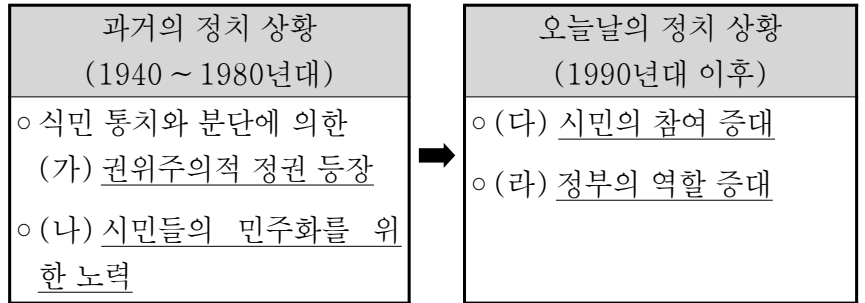 과거의 정치 상황
(1940 ~ 1980년대)
○ 식민 통치와 분단에 의한
(가) 권위주의적 정권 등장
○ (나) 시민들의 민주화를 위
한 노력
오늘날의 정치 상황
(1990년대 이후)
○ (다) 시민의 참여 증대
○ (라) 정부의 역할 증대